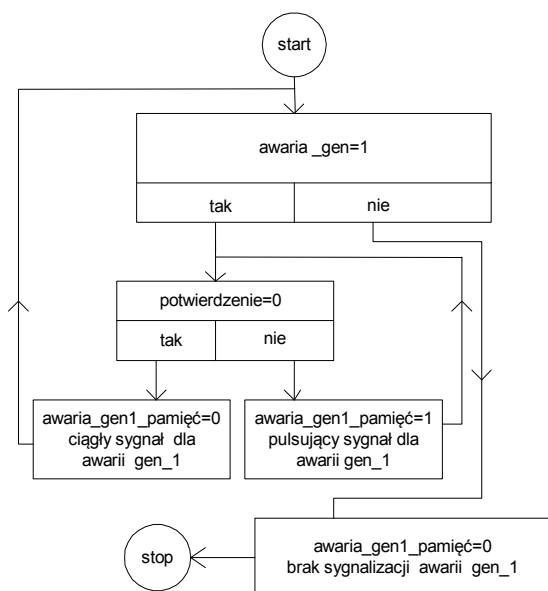 start
awaria _gen=1
tak
nie
potwierdzenie=0
tak
nie
awaria_gen1_pamięć=0
ciągły sygnał dla
awarii gen_1
awaria_gen1_pamięć=1
pulsujący sygnał dla
awarii gen_1
stop
awaria_gen1_pamięć=0
brak sygnalizacji awarii gen_1